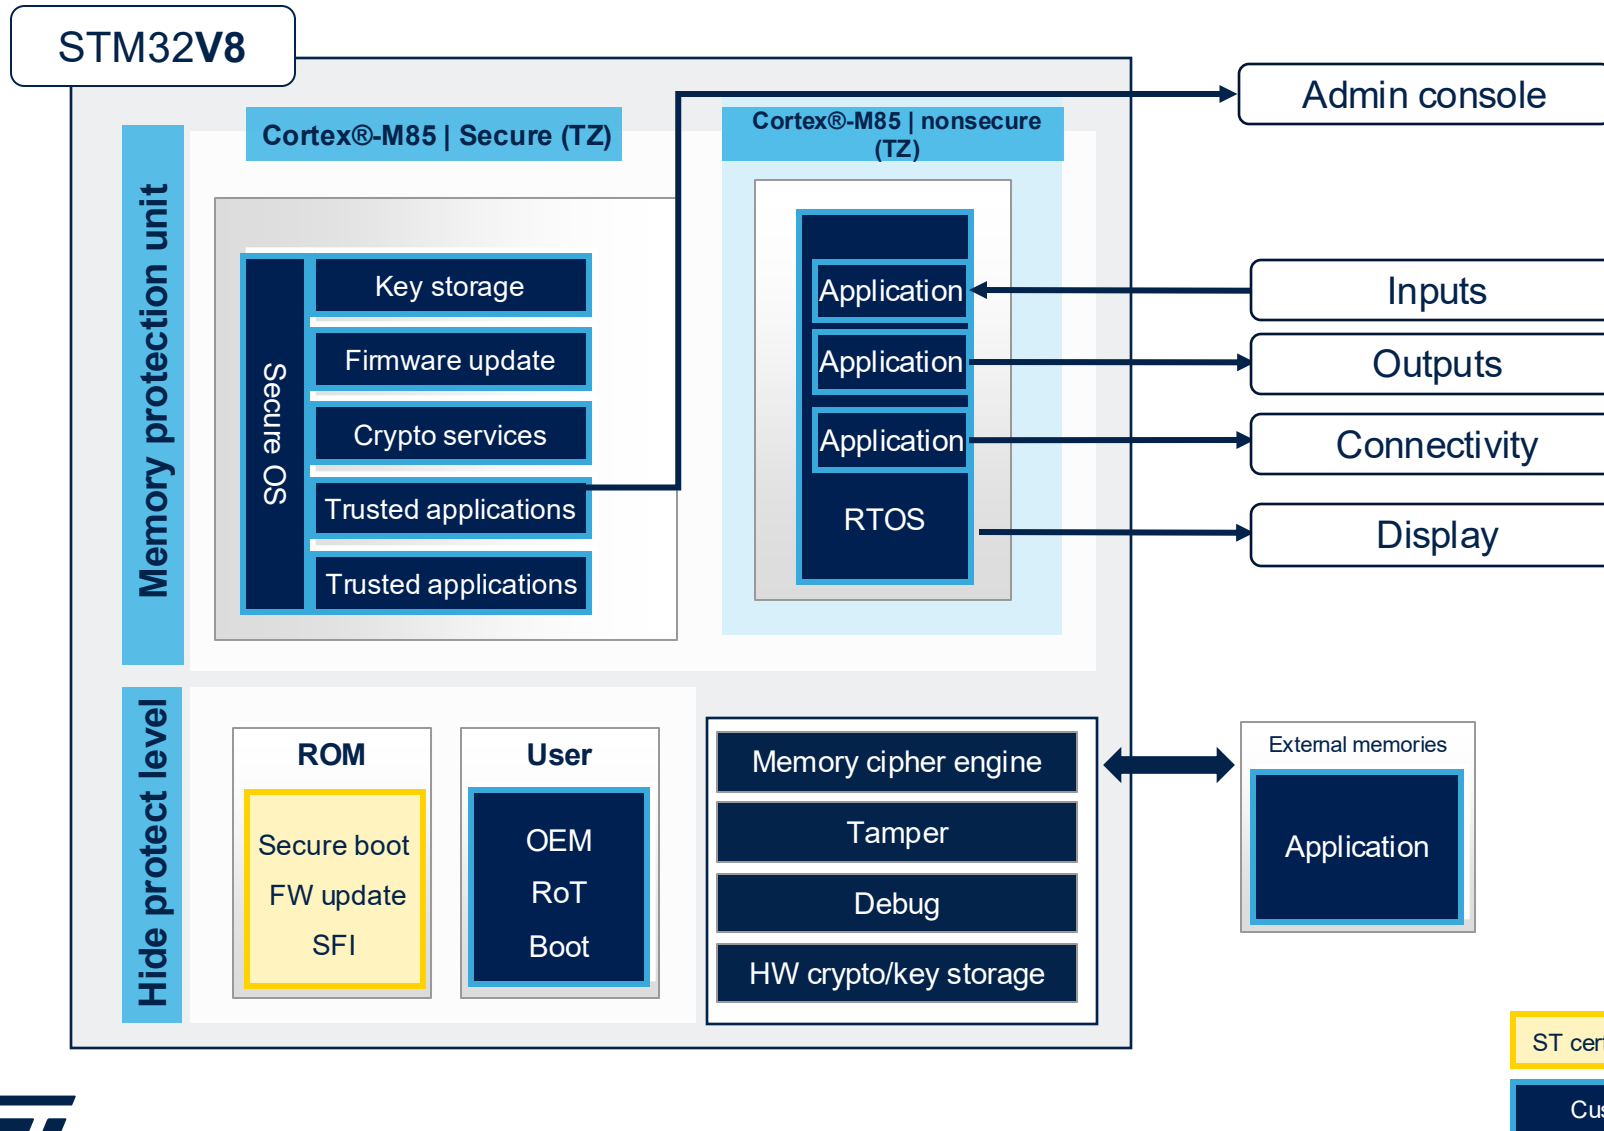 STM32V8
Admin console
Cortex®-M85 | Secure (TZ)
Cortex®-M85 | nonsecure
(TZ)
Memory protection unit
Secure OS
Key storage
Firmware update
Crypto services
Trusted applications
Trusted applications
Application
Application
Application
RTOS
Inputs
Outputs
Connectivity
Display
Hide protect level
ROM
Secure boot
FW update
SFI
User
OEM
RoT
Boot
Memory cipher engine
Tamper
Debug
HW crypto/key storage
External memories
Application
ST